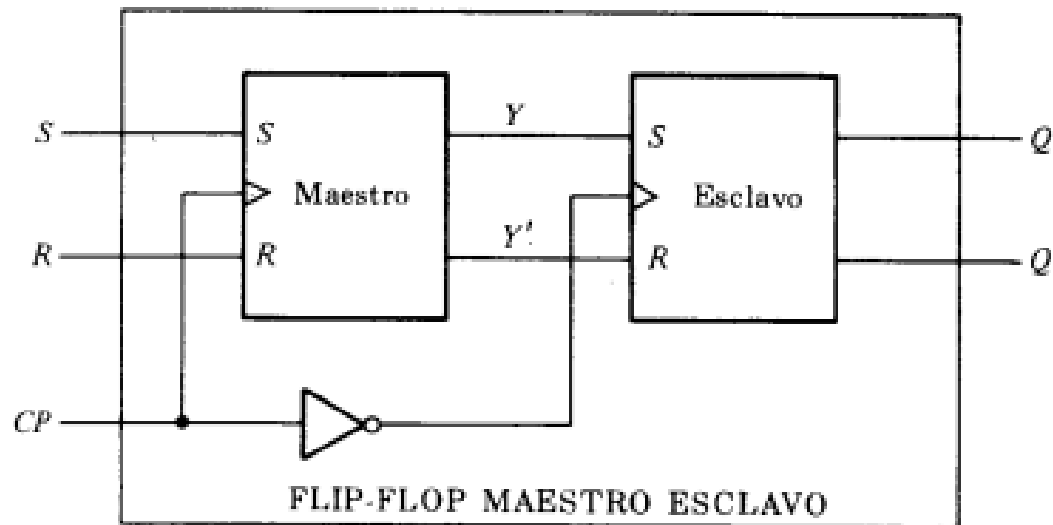 S
S
Y
S
Q
Maestro
Esclavo
R
R
Y'
R
Q
CP
FLIP-FLOP MAESTRO ESCLAVO